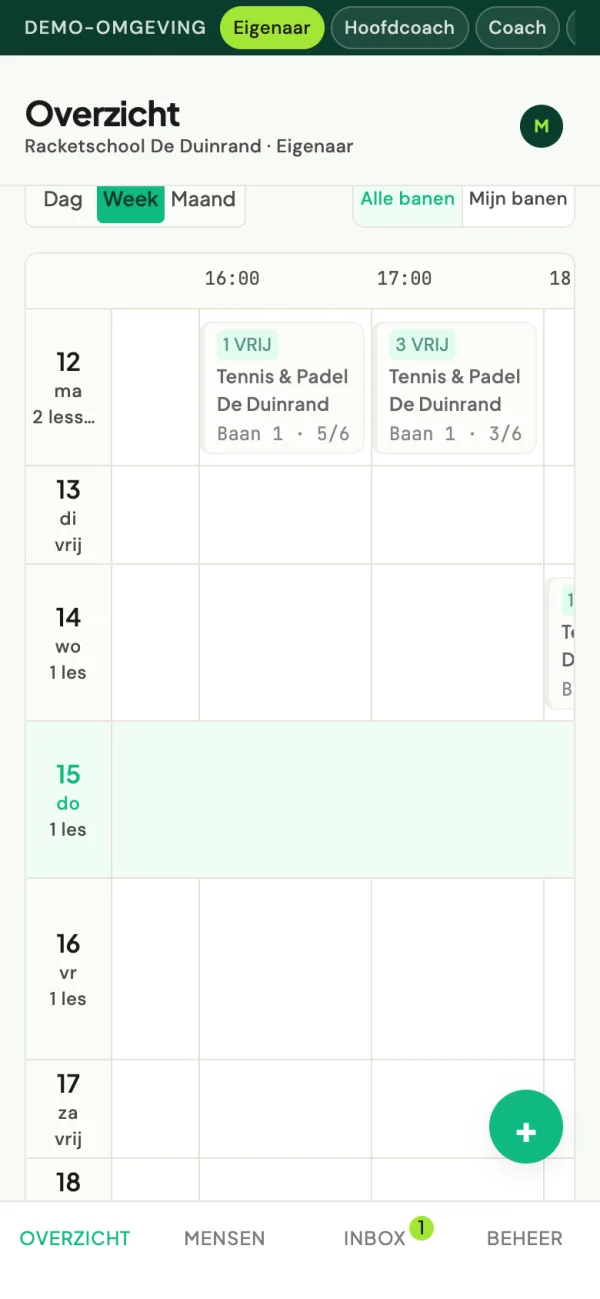 DEMO-OMGEVING Eigenaar Hoofdcoach Coach
Overzicht
Racketschool De Duinrand · Eigenaar
M
Dag Week Maand Alle banen Mijn banen
16:00 17:00 18
12
ma
2 less...
1 VRIJ
Tennis & Padel
De Duinrand
Baan 1 · 5/6
3 VRIJ
Tennis & Padel
De Duinrand
Baan 1 · 3/6
13
di
vrij
14
wo
1 les
1
D
B
15
do
1 les
16
vr
1 les
17
za
vrij
18
+
OVERZICHT MENSEN INBOX 1 BEHEER